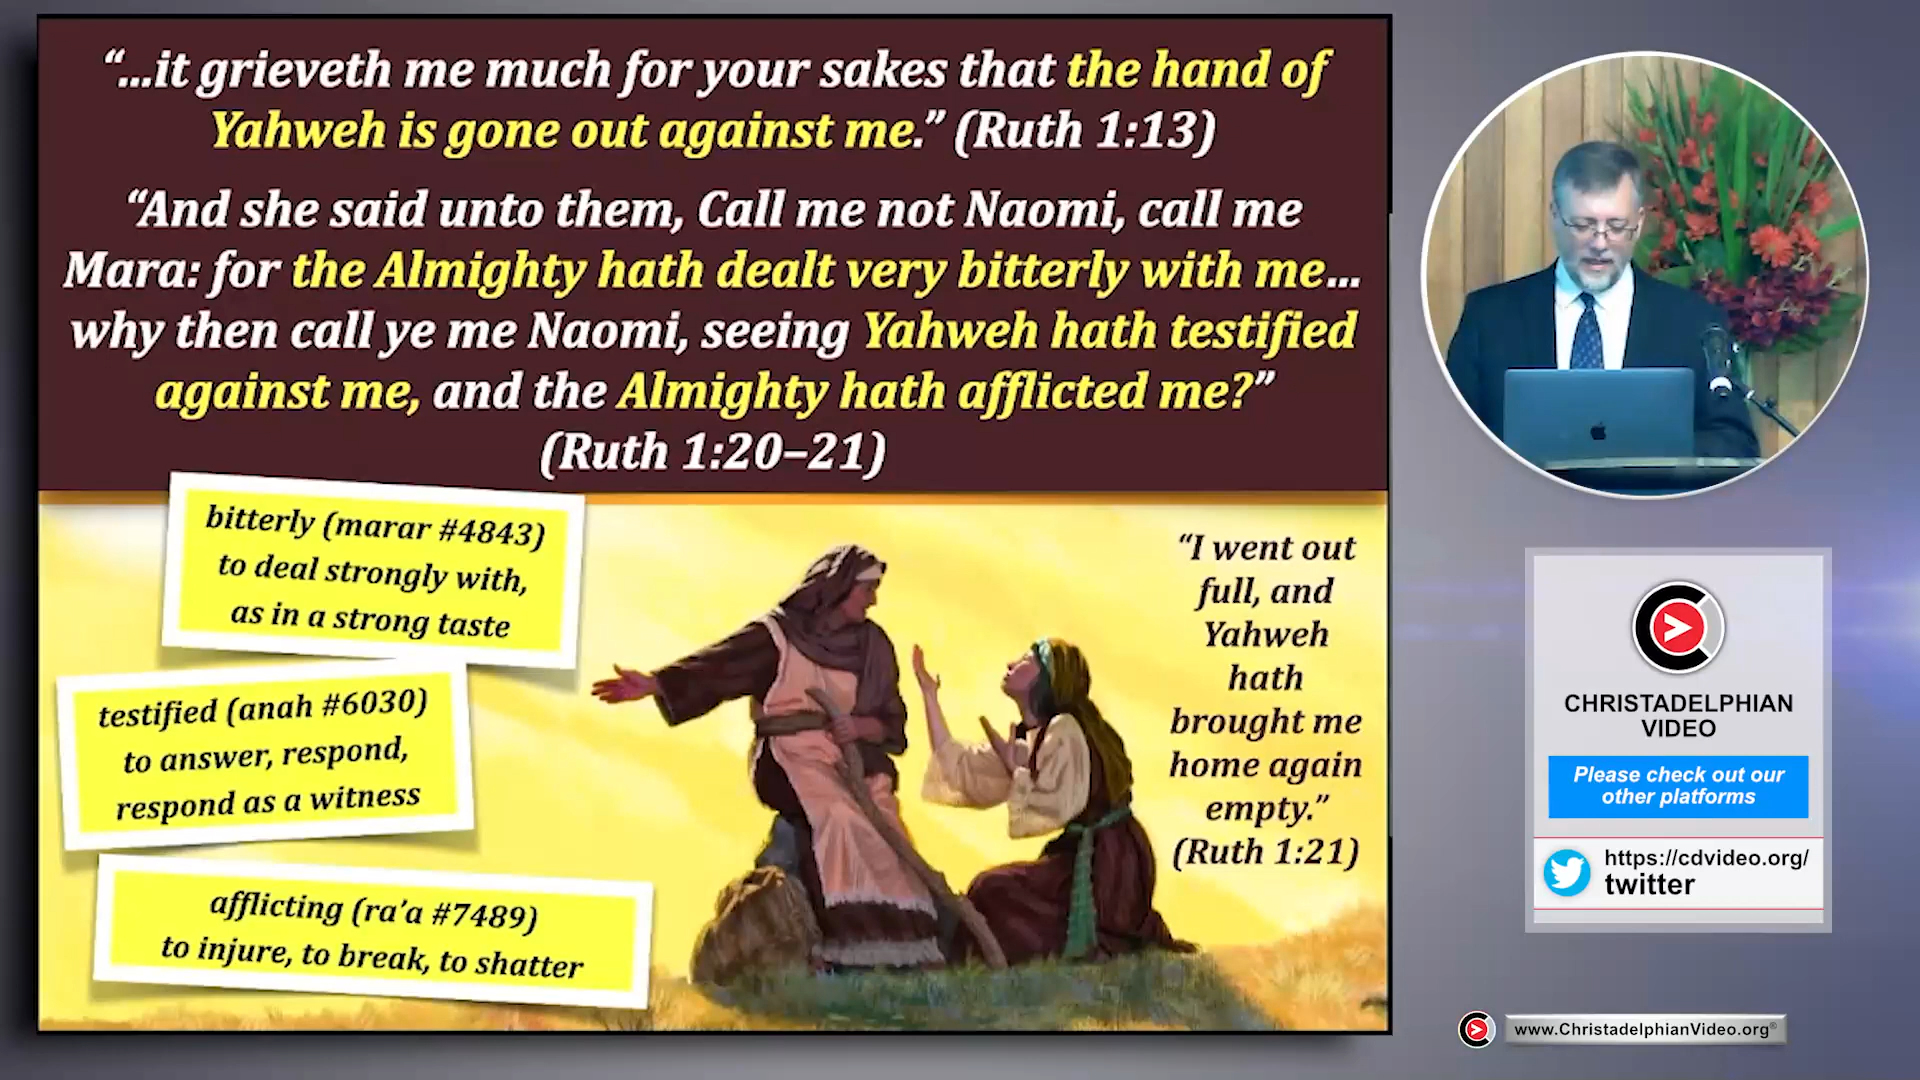 “...it grieveth me much for your sakes that the hand of
Yahweh is gone out against me.” (Ruth 1:13)
“And she said unto them, Call me not Naomi, call me
Mara: for the Almighty hath dealt very bitterly with me...
why then call ye me Naomi, seeing Yahweh hath testified
against me, and the Almighty hath afflicted me?”
(Ruth 1:20–21)
bitterly (marar #4843)
to deal strongly with,
as in a strong taste
testified (anah #6030)
to answer, respond,
respond as a witness
afflicting (ra’a #7489)
to injure, to break, to shatter
“I went out
full, and
Yahweh
hath
brought me
home again
empty.”
(Ruth 1:21)
CHRISTADELPHIAN
VIDEO
Please check out our
other platforms
https://cdvideo.org/
twitter
www.ChristadelphianVideo.org®